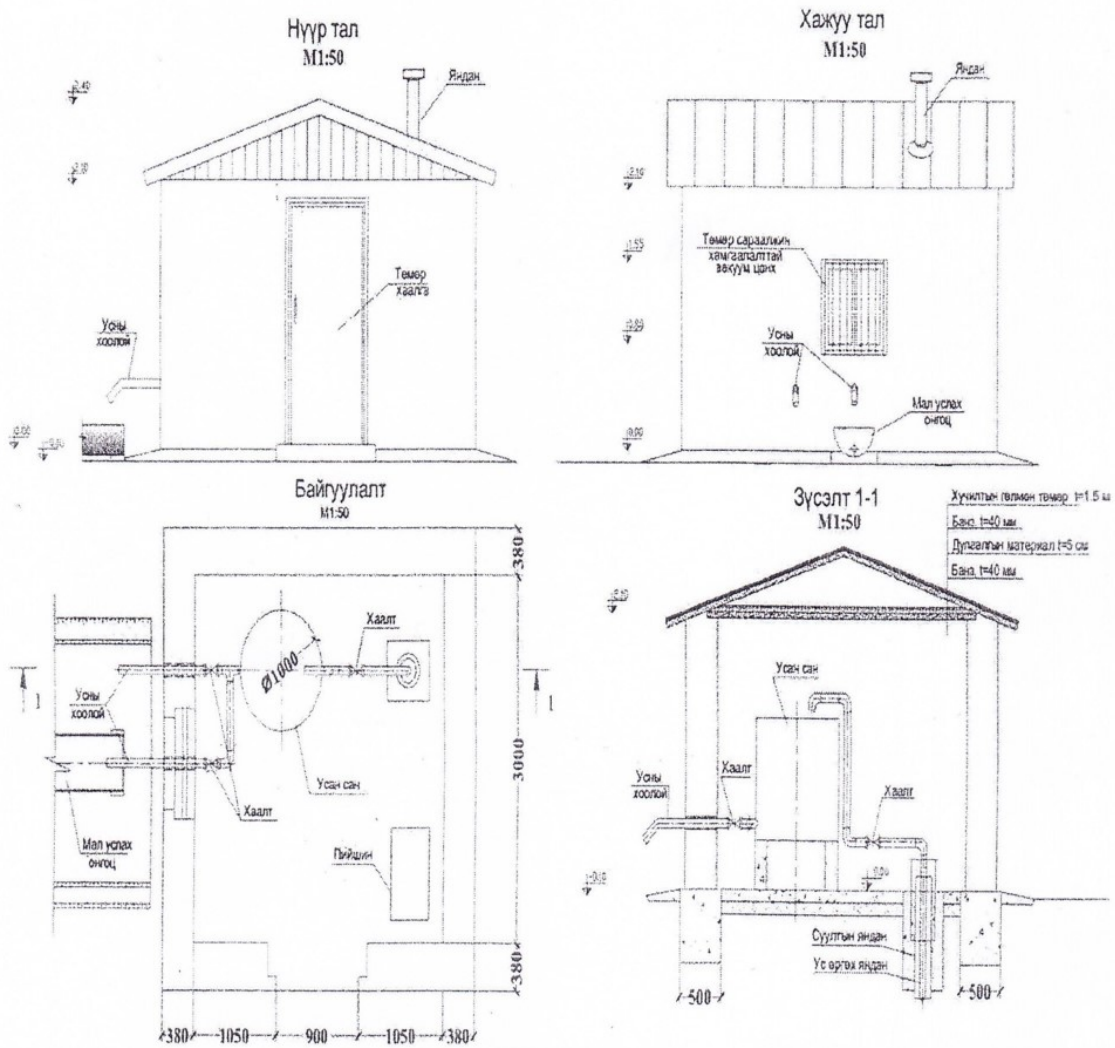 Нүүр тал
М1:50
Яндан
Төмөр
хаалга
Усны
хоолой
Хажуу тал
М1:50
Яндан
Төмөр сараалжин
хамгаалалттай
вакуум цонх
Усны
хоолой
Мал услах
онгоц
Байгуулалт
М1:50
380
Хаалт
Ø1000
Усны
хоолой
1
1
3000
Усан сан
Хаалт
Мал услах
онгоц
Пийшин
380
380
1050
900
1050
380
Зүсэлт 1-1
М1:50
Хучилтын гөлмөн төмөр t=1.5 м
Банз. t=40 мм
Дулаалгын материал t=5 см
Банз. t=40 мм
Усан сан
Усны
хоолой
Хаалт
Хаалт
Суулгын яндан
Ус өргөх яндан
500
500